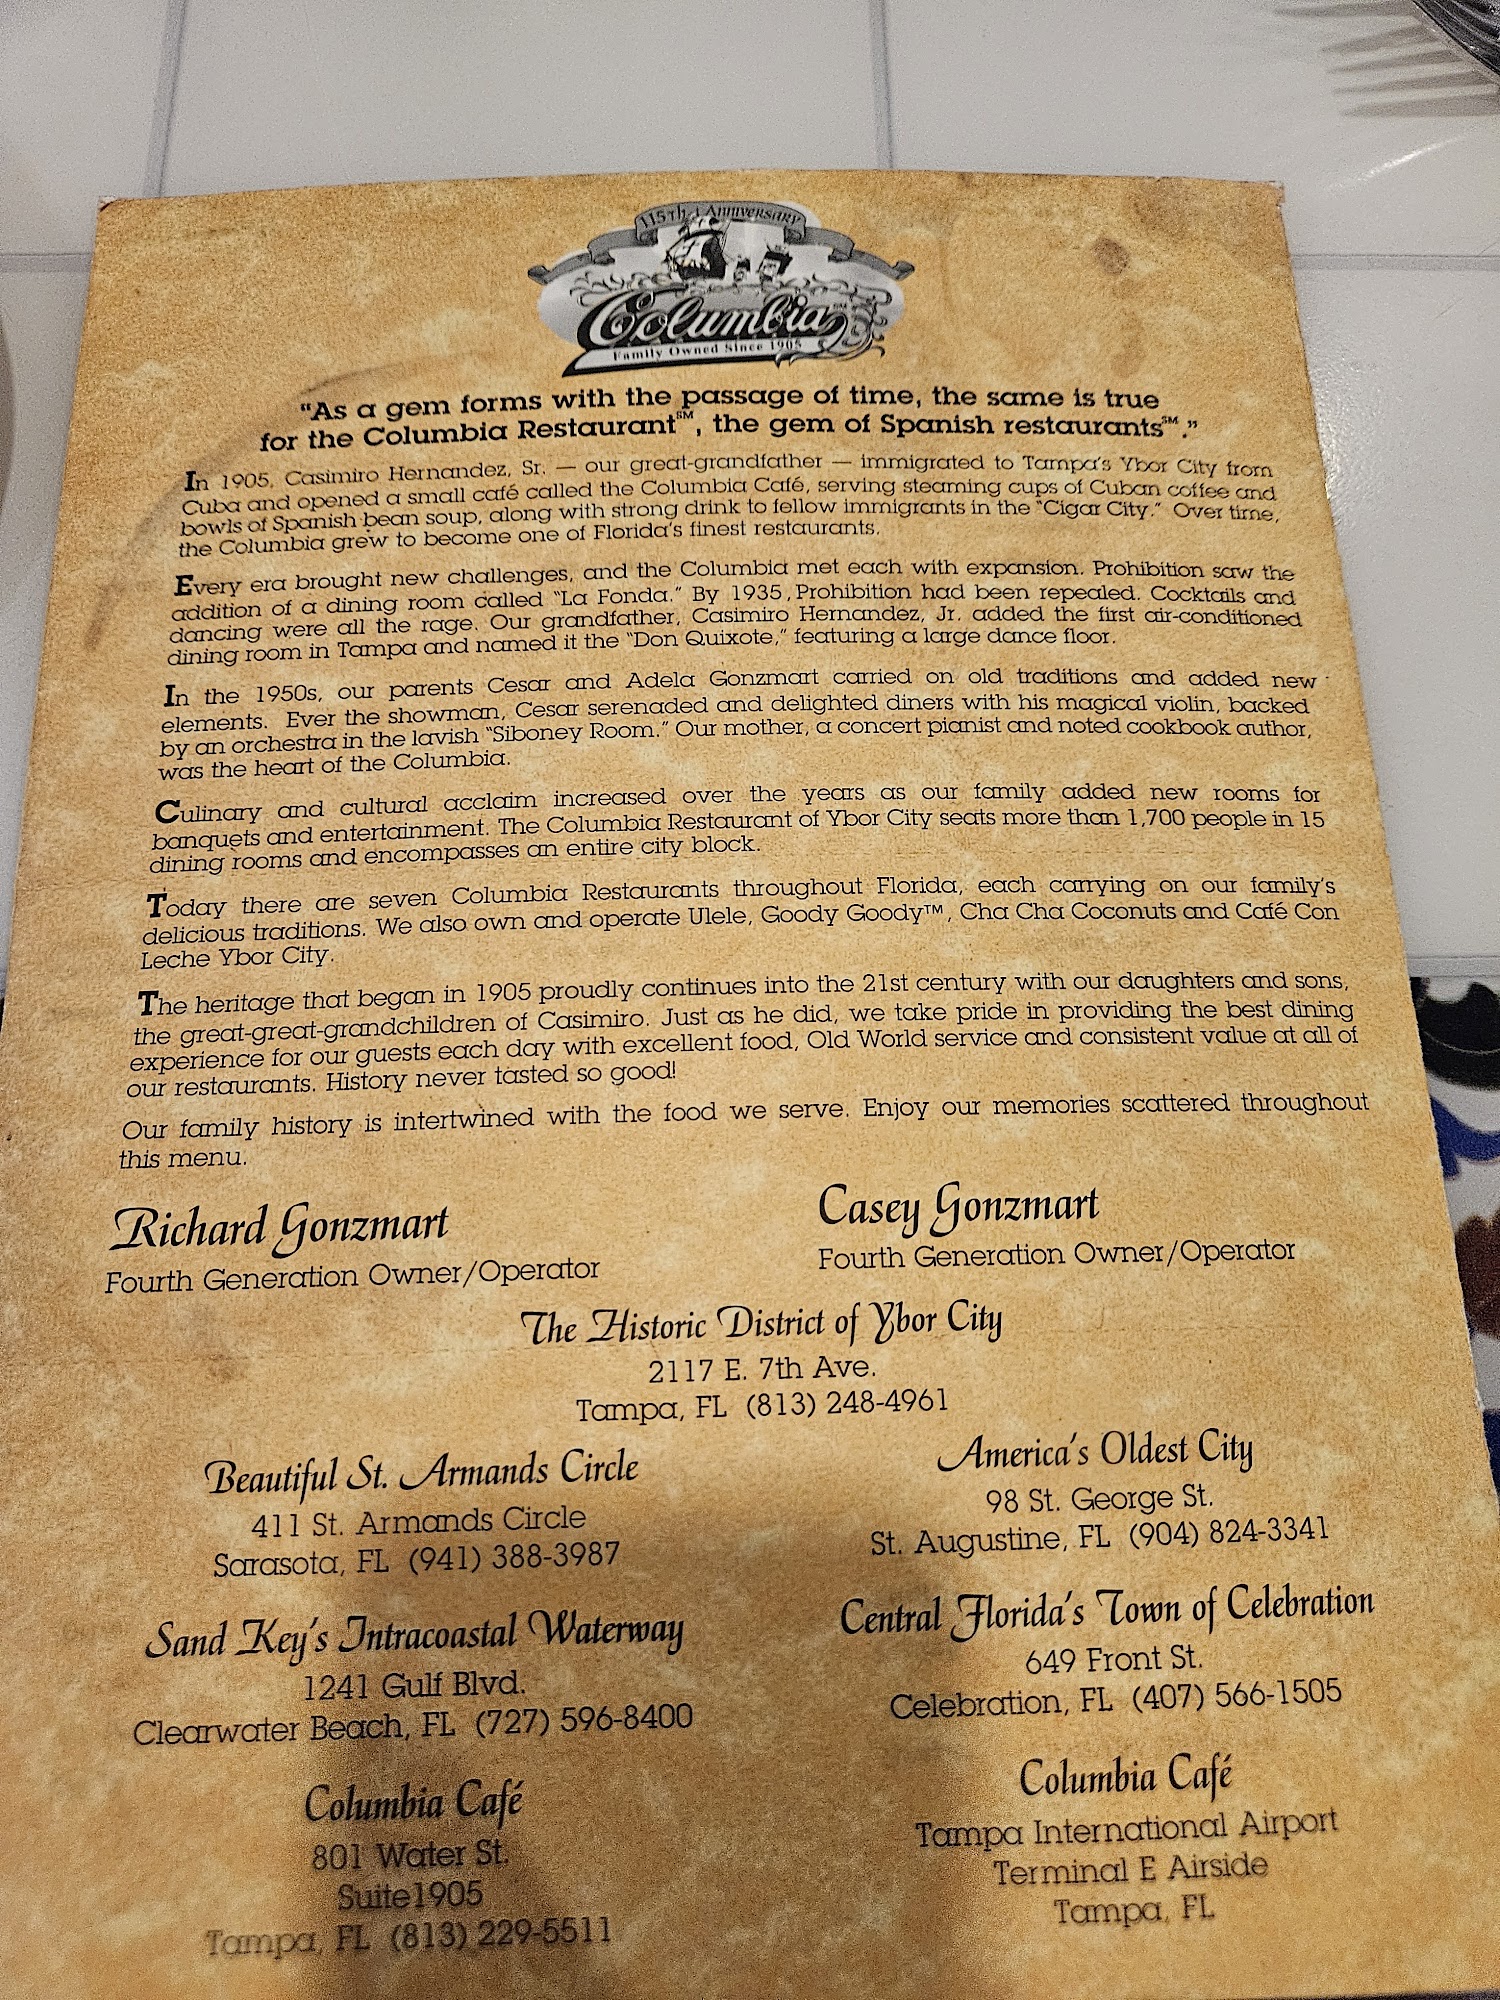 115th Anniversary
Columbia℠
Family Owned Since 1905
"As a gem forms with the passage of time, the same is true
for the Columbia Restaurant℠, the gem of Spanish restaurants℠."
In 1905, Casimiro Hernandez, Sr. — our great-grandfather — immigrated to Tampa's Ybor City from
Cuba and opened a small café called the Columbia Café, serving steaming cups of Cuban coffee and
bowls of Spanish bean soup, along with strong drink to fellow immigrants in the "Cigar City." Over time,
the Columbia grew to become one of Florida's finest restaurants.
Every era brought new challenges, and the Columbia met each with expansion. Prohibition saw the
addition of a dining room called "La Fonda." By 1935, Prohibition had been repealed. Cocktails and
dancing were all the rage. Our grandfather, Casimiro Hernandez, Jr. added the first air-conditioned
dining room in Tampa and named it the "Don Quixote," featuring a large dance floor.
In the 1950s, our parents Cesar and Adela Gonzmart carried on old traditions and added new
elements. Ever the showman, Cesar serenaded and delighted diners with his magical violin, backed
by an orchestra in the lavish "Siboney Room." Our mother, a concert pianist and noted cookbook author,
was the heart of the Columbia.
Culinary and cultural acclaim increased over the years as our family added new rooms for
banquets and entertainment. The Columbia Restaurant of Ybor City seats more than 1,700 people in 15
dining rooms and encompasses an entire city block.
Today there are seven Columbia Restaurants throughout Florida, each carrying on our family's
delicious traditions. We also own and operate Ulele, Goody Goody™, Cha Cha Coconuts and Café Con
Leche Ybor City.
The heritage that began in 1905 proudly continues into the 21st century with our daughters and sons,
the great-great-grandchildren of Casimiro. Just as he did, we take pride in providing the best dining
experience for our guests each day with excellent food, Old World service and consistent value at all of
our restaurants. History never tasted so good!
Our family history is intertwined with the food we serve. Enjoy our memories scattered throughout
this menu.
Richard Gonzmart
Fourth Generation Owner/Operator
Casey Gonzmart
Fourth Generation Owner/Operator
The Historic District of Ybor City
2117 E. 7th Ave.
Tampa, FL (813) 248-4961
Beautiful St. Armands Circle
411 St. Armands Circle
Sarasota, FL (941) 388-3987
America's Oldest City
98 St. George St.
St. Augustine, FL (904) 824-3341
Sand Key's Intracoastal Waterway
1241 Gulf Blvd.
Clearwater Beach, FL (727) 596-8400
Central Florida's Town of Celebration
649 Front St.
Celebration, FL (407) 566-1505
Columbia Café
801 Water St.
Suite1905
Tampa, FL (813) 229-5511
Columbia Café
Tampa International Airport
Terminal E Airside
Tampa, FL